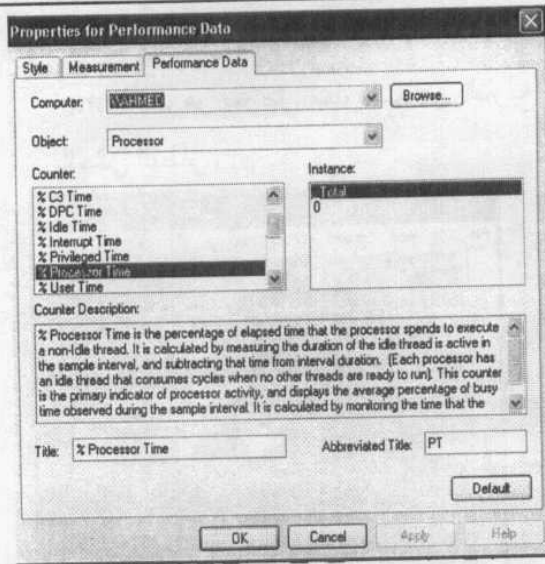 Properties for Performance Data
Style Measurement Performance Data
Computer: \\AHMED Browse...
Object: Processor
Counter:
% C3 Time
% DPC Time
% Idle Time
% Interrupt Time
% Privileged Time
% Processor Time
% User Time
Instance:
_Total
0
Counter Description:
% Processor Time is the percentage of elapsed time that the processor spends to execute
a non-Idle thread. It is calculated by measuring the duration of the idle thread is active in
the sample interval, and subtracting that time from interval duration. (Each processor has
an idle thread that consumes cycles when no other threads are ready to run). This counter
is the primary indicator of processor activity, and displays the average percentage of busy
time observed during the sample interval. It is calculated by monitoring the time that the
Title: % Processor Time Abbreviated Title: PT
Default
OK Cancel Apply Help